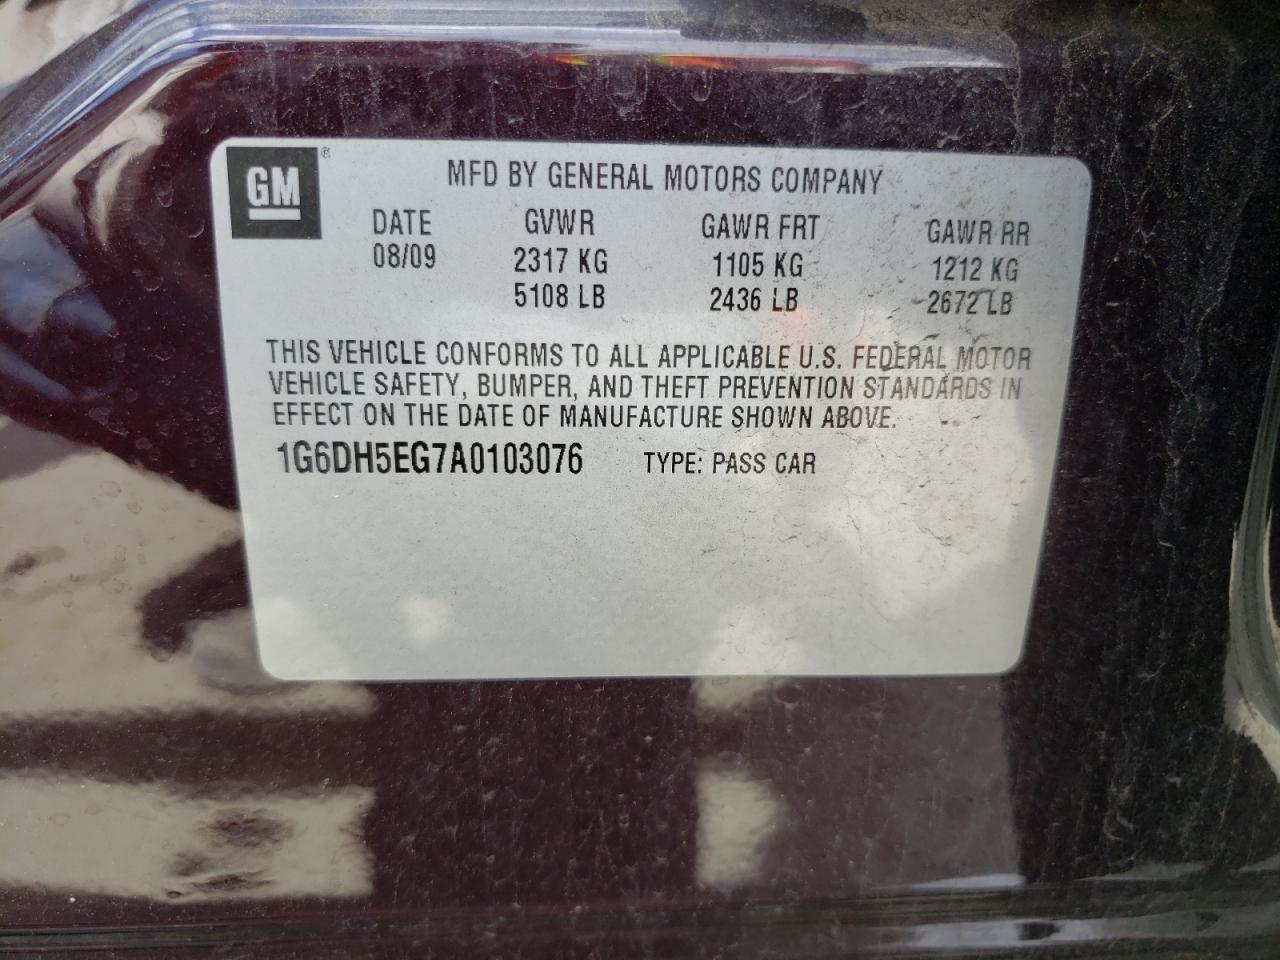 GM®
MFD BY GENERAL MOTORS COMPANY
DATE GVWR GAWR FRT GAWR RR
08/09 2317 KG 1105 KG 1212 KG
5108 LB 2436 LB 2672 LB
THIS VEHICLE CONFORMS TO ALL APPLICABLE U.S. FEDERAL MOTOR
VEHICLE SAFETY, BUMPER, AND THEFT PREVENTION STANDARDS IN
EFFECT ON THE DATE OF MANUFACTURE SHOWN ABOVE.
1G6DH5EG7A0103076 TYPE: PASS CAR